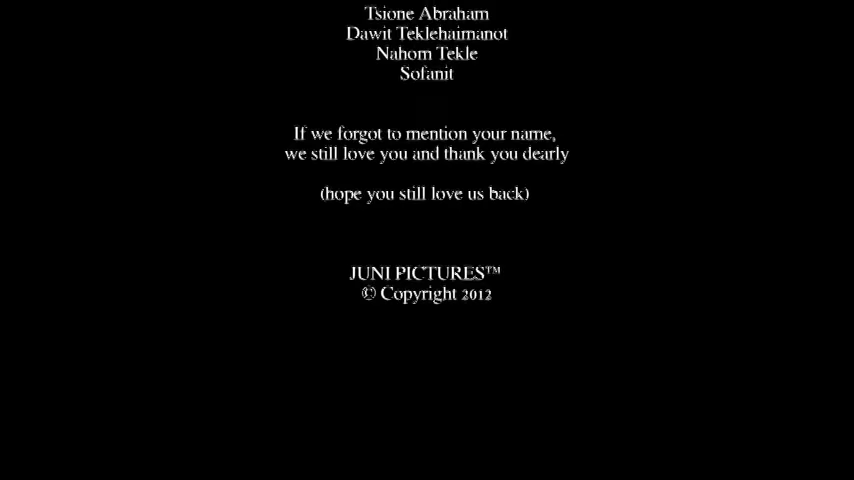 Tsione Abraham
Dawit Teklehaimanot
Nahom Tekle
Sofanit
If we forgot to mention your name,
we still love you and thank you dearly
(hope you still love us back)
JUNI PICTURES™
© Copyright 2012